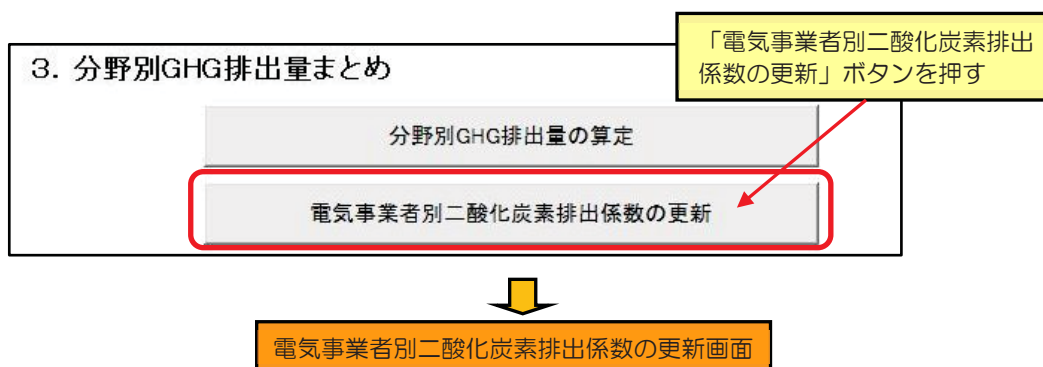 「電気事業者別二酸化炭素排出
係数の更新」ボタンを押す
3. 分野別GHG排出量まとめ
分野別GHG排出量の算定
電気事業者別二酸化炭素排出係数の更新
電気事業者別二酸化炭素排出係数の更新画面